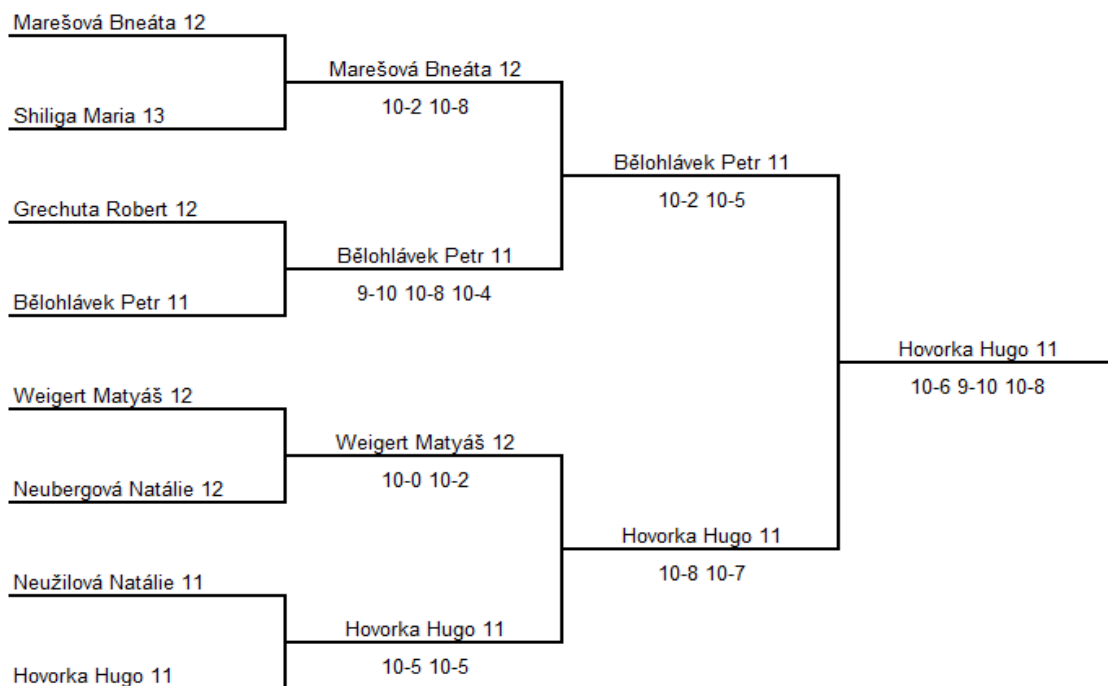 Marešová Bneáta 12
Shiliga Maria 13
Grechuta Robert 12
Bělohlávek Petr 11
Weigert Matyáš 12
Neubergová Natálie 12
Neužilová Natálie 11
Hovorka Hugo 11
Marešová Bneáta 12
10-2 10-8
Bělohlávek Petr 11
9-10 10-8 10-4
Weigert Matyáš 12
10-0 10-2
Hovorka Hugo 11
10-5 10-5
Bělohlávek Petr 11
10-2 10-5
Hovorka Hugo 11
10-8 10-7
Hovorka Hugo 11
10-6 9-10 10-8